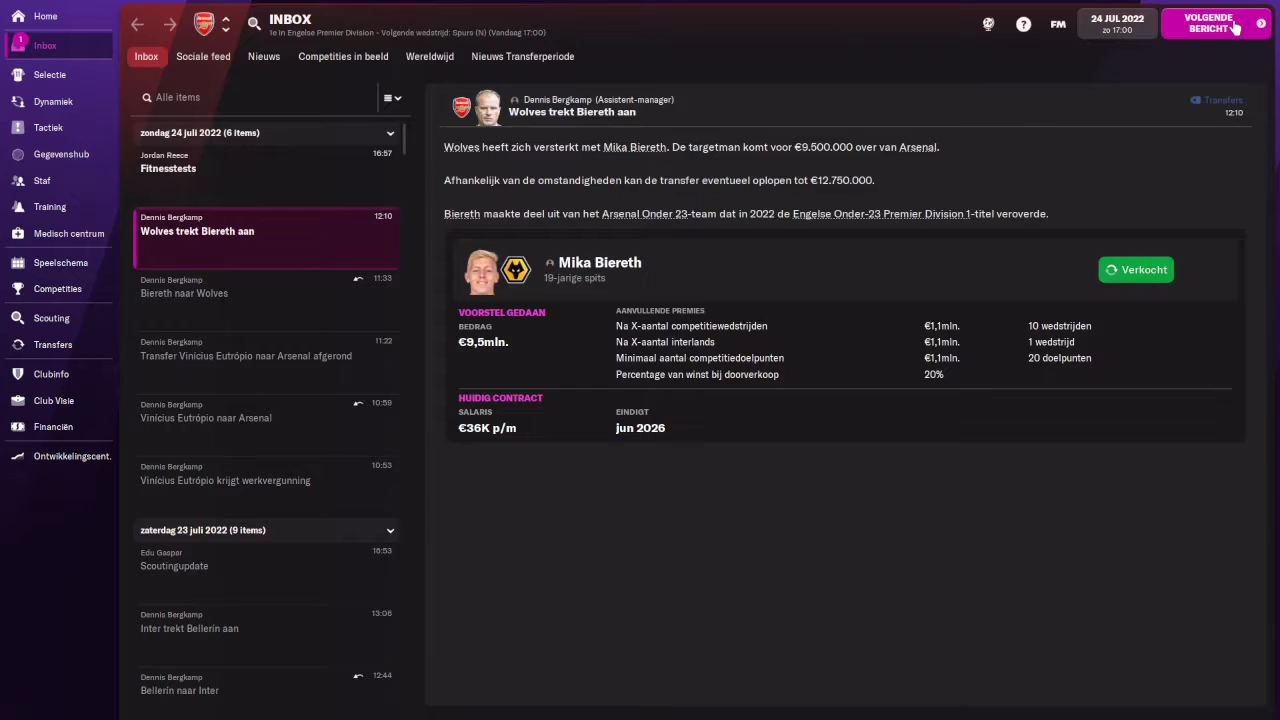 Home
1
Inbox
Selectie
Dynamiek
Tactiek
Gegevenshub
Staf
Training
Medisch centrum
Speelschema
Competities
Scouting
Transfers
Clubinfo
Club Visie
Financiën
Ontwikkelingscent.
INBOX
1e in Engelse Premier Division - Volgende wedstrijd: Spurs (N) (Vandaag 17:00)
FM
24 JUL 2022
zo 17:00
VOLGENDE
BERICHT
Inbox Sociale feed Nieuws Competities in beeld Wereldwijd Nieuws Transferperiode
Alle items
zondag 24 juli 2022 (6 items)
Jordan Reece 16:57
Fitnesstests
Dennis Bergkamp 12:10
Wolves trekt Biereth aan
Dennis Bergkamp 11:33
Biereth naar Wolves
Dennis Bergkamp 11:22
Transfer Vinícius Eutrópio naar Arsenal afgerond
Dennis Bergkamp 10:59
Vinícius Eutrópio naar Arsenal
Dennis Bergkamp 10:53
Vinícius Eutrópio krijgt werkvergunning
zaterdag 23 juli 2022 (9 items)
Edu Gaspar 16:53
Scoutingupdate
Dennis Bergkamp 13:06
Inter trekt Bellerín aan
Dennis Bergkamp 12:44
Bellerín naar Inter
Dennis Bergkamp (Assistent-manager)
Wolves trekt Biereth aan
Transfers
12:10
Wolves heeft zich versterkt met Mika Biereth. De targetman komt voor €9.500.000 over van Arsenal.
Afhankelijk van de omstandigheden kan de transfer eventueel oplopen tot €12.750.000.
Biereth maakte deel uit van het Arsenal Onder 23-team dat in 2022 de Engelse Onder-23 Premier Division 1-titel veroverde.
Mika Biereth
19-jarige spits
Verkocht
VOORSTEL GEDAAN
BEDRAG
€9,5mln.
AANVULLENDE PREMIES
Na X-aantal competitiewedstrijden €1,1mln. 10 wedstrijden
Na X-aantal interlands €1,1mln. 1 wedstrijd
Minimaal aantal competitiedoelpunten €1,1mln. 20 doelpunten
Percentage van winst bij doorverkoop 20%
HUIDIG CONTRACT
SALARIS EINDIGT
€36K p/m jun 2026